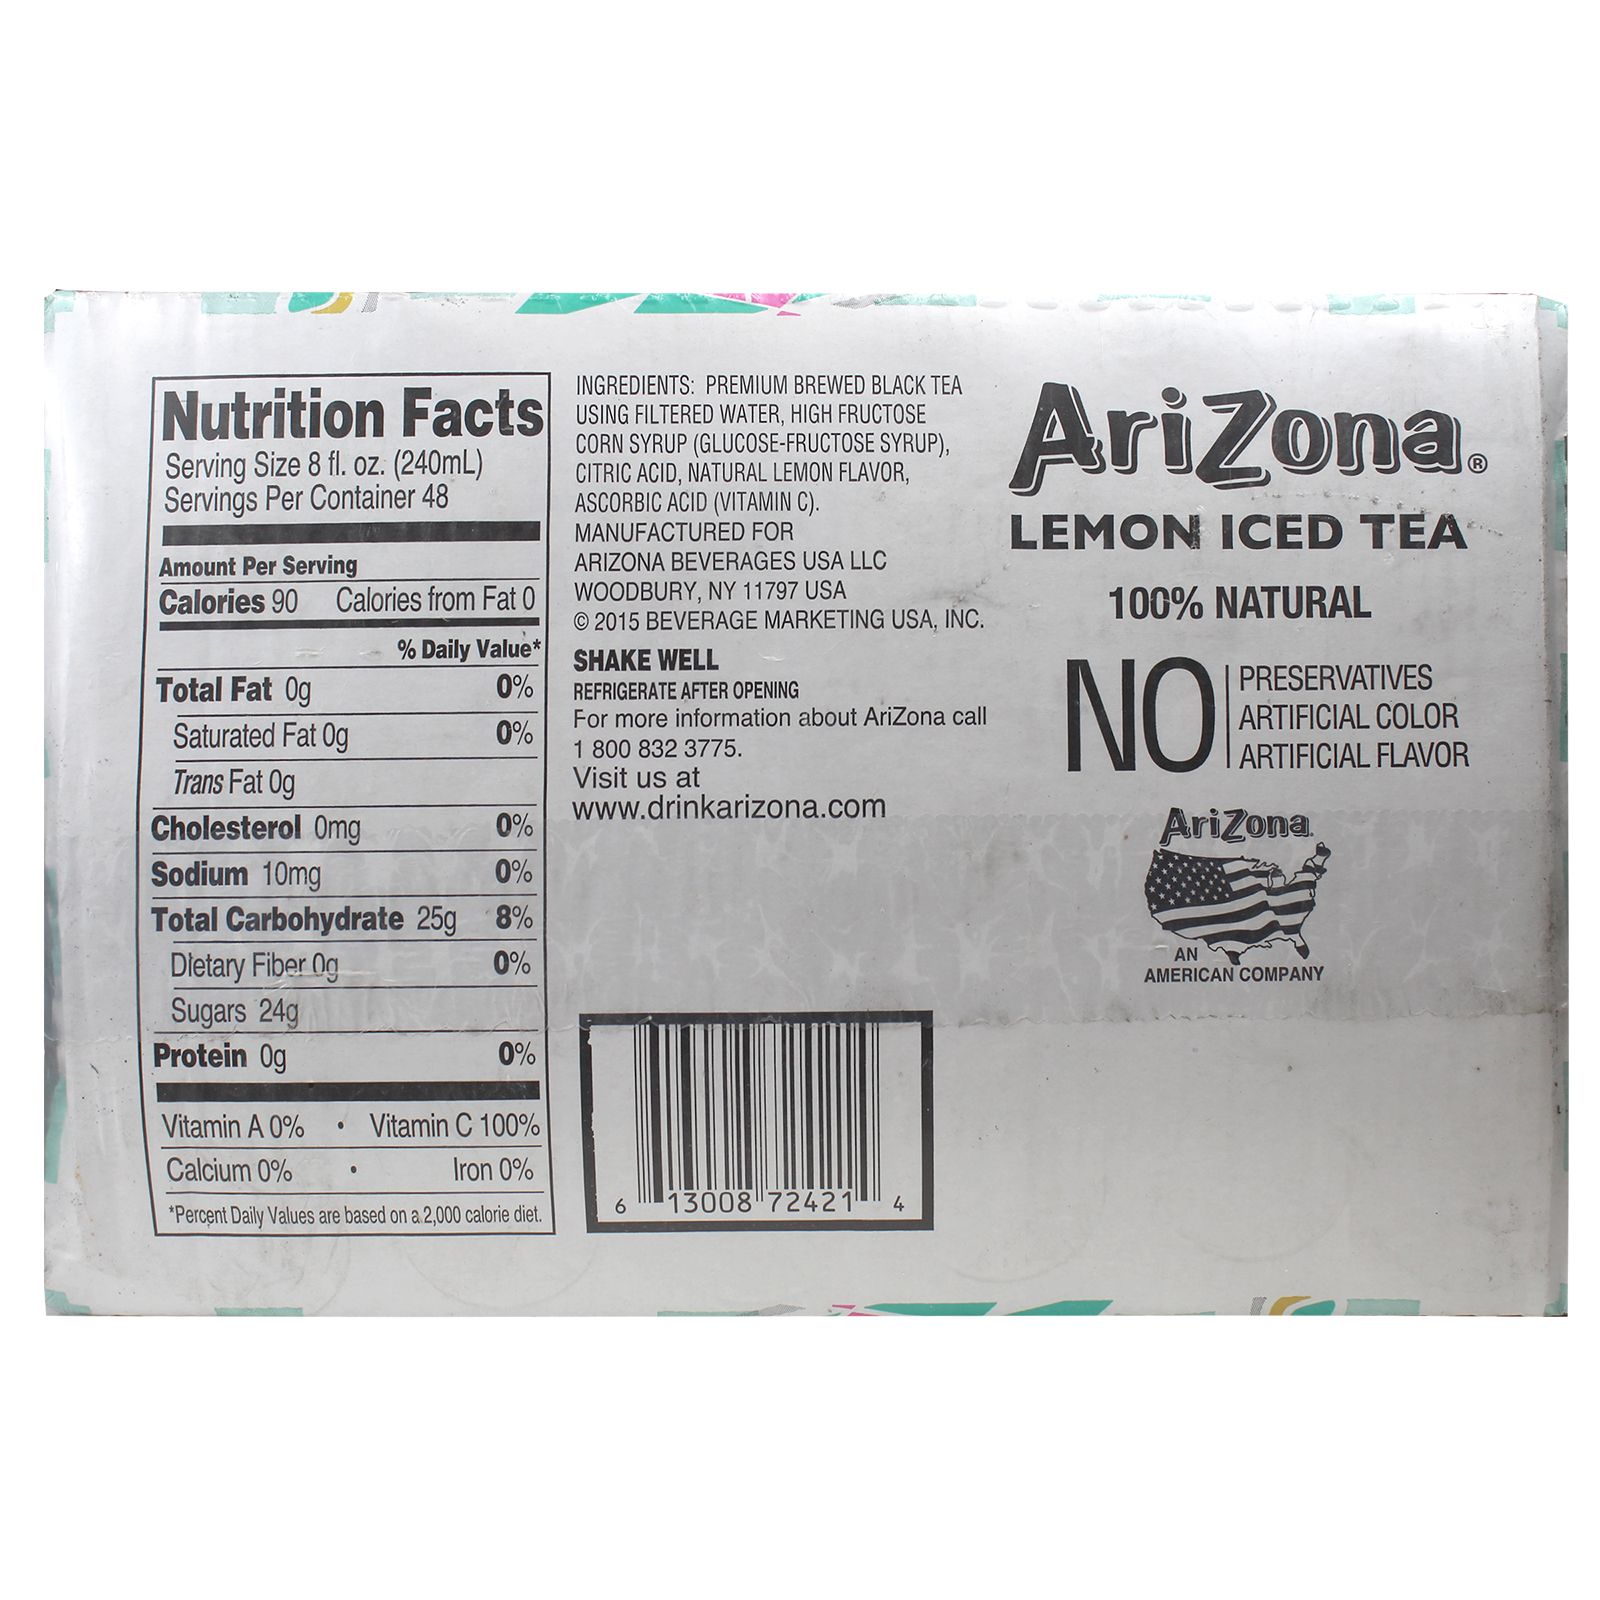 Nutrition Facts
Serving Size 8 fl. oz. (240mL)
Servings Per Container 48
Amount Per Serving
Calories 90 Calories from Fat 0
% Daily Value*
Total Fat 0g 0%
Saturated Fat 0g 0%
Trans Fat 0g
Cholesterol 0mg 0%
Sodium 10mg 0%
Total Carbohydrate 25g 8%
Dietary Fiber 0g 0%
Sugars 24g
Protein 0g 0%
Vitamin A 0% • Vitamin C 100%
Calcium 0% • Iron 0%
*Percent Daily Values are based on a 2,000 calorie diet.
INGREDIENTS: PREMIUM BREWED BLACK TEA
USING FILTERED WATER, HIGH FRUCTOSE
CORN SYRUP (GLUCOSE-FRUCTOSE SYRUP),
CITRIC ACID, NATURAL LEMON FLAVOR,
ASCORBIC ACID (VITAMIN C).
MANUFACTURED FOR
ARIZONA BEVERAGES USA LLC
WOODBURY, NY 11797 USA
© 2015 BEVERAGE MARKETING USA, INC.
SHAKE WELL
REFRIGERATE AFTER OPENING
For more information about AriZona call
1 800 832 3775.
Visit us at
www.drinkarizona.com
6 13008 72421 4
AriZona®
LEMON ICED TEA
100% NATURAL
NO
PRESERVATIVES
ARTIFICIAL COLOR
ARTIFICIAL FLAVOR
AriZona
AN
AMERICAN COMPANY